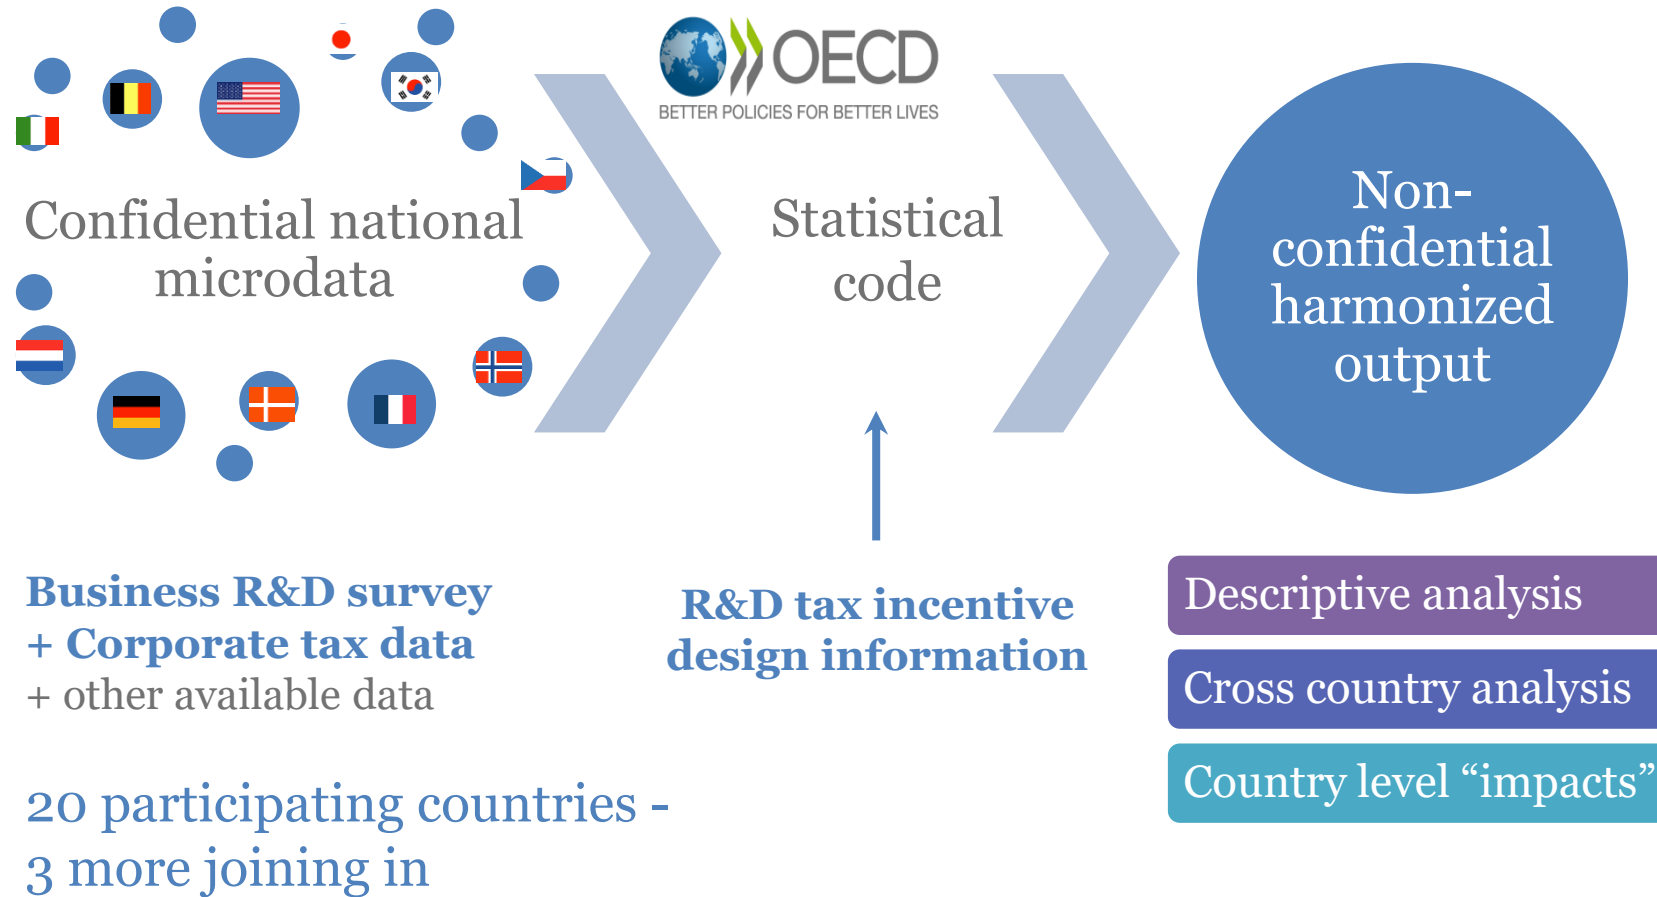 OECD
BETTER POLICIES FOR BETTER LIVES
Confidential national
microdata
Statistical
code
Non-
confidential
harmonized
output
Business R&D survey
+ Corporate tax data
+ other available data
20 participating countries -
3 more joining in
R&D tax incentive
design information
Descriptive analysis
Cross country analysis
Country level “impacts”